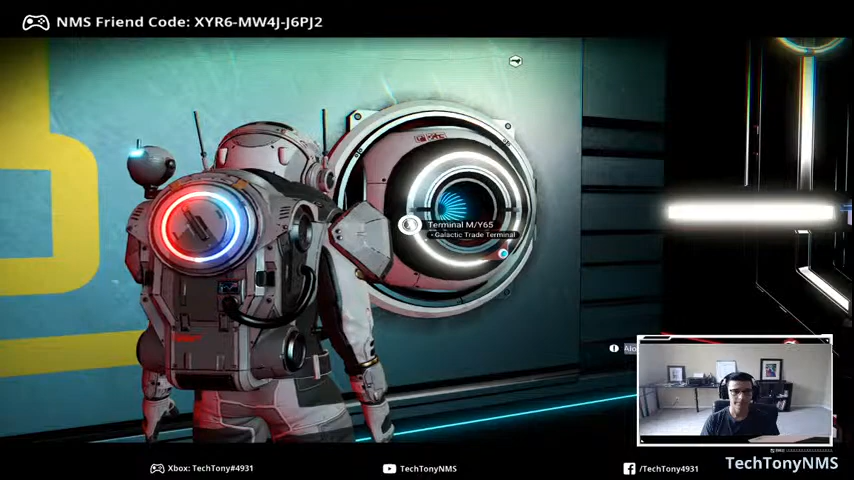 NMS Friend Code: XYR6-MW4J-J6PJ2
Terminal M/Y65
Galactic Trade Terminal
Xbox: TechTony#4931
TechTonyNMS
/TechTony4931
TechTonyNMS